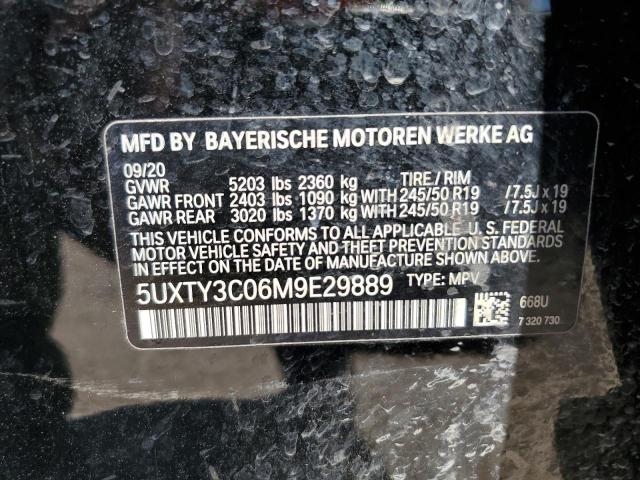 MFD BY BAYERISCHE MOTOREN WERKE AG
09/20
GVWR 5203 lbs 2360 kg TIRE / RIM
GAWR FRONT 2403 lbs 1090 kg WITH 245/50 R19 /7.5J x 19
GAWR REAR 3020 lbs 1370 kg WITH 245/50 R19 /7.5J x 19
THIS VEHICLE CONFORMS TO ALL APPLICABLE U. S. FEDERAL
MOTOR VEHICLE SAFETY AND THEFT PREVENTION STANDARDS
IN EFFECT ON THE DATE OF MANUFACTURE SHOWN ABOVE.
5UXTY3C06M9E29889 TYPE: MPV
668U
7 320 730